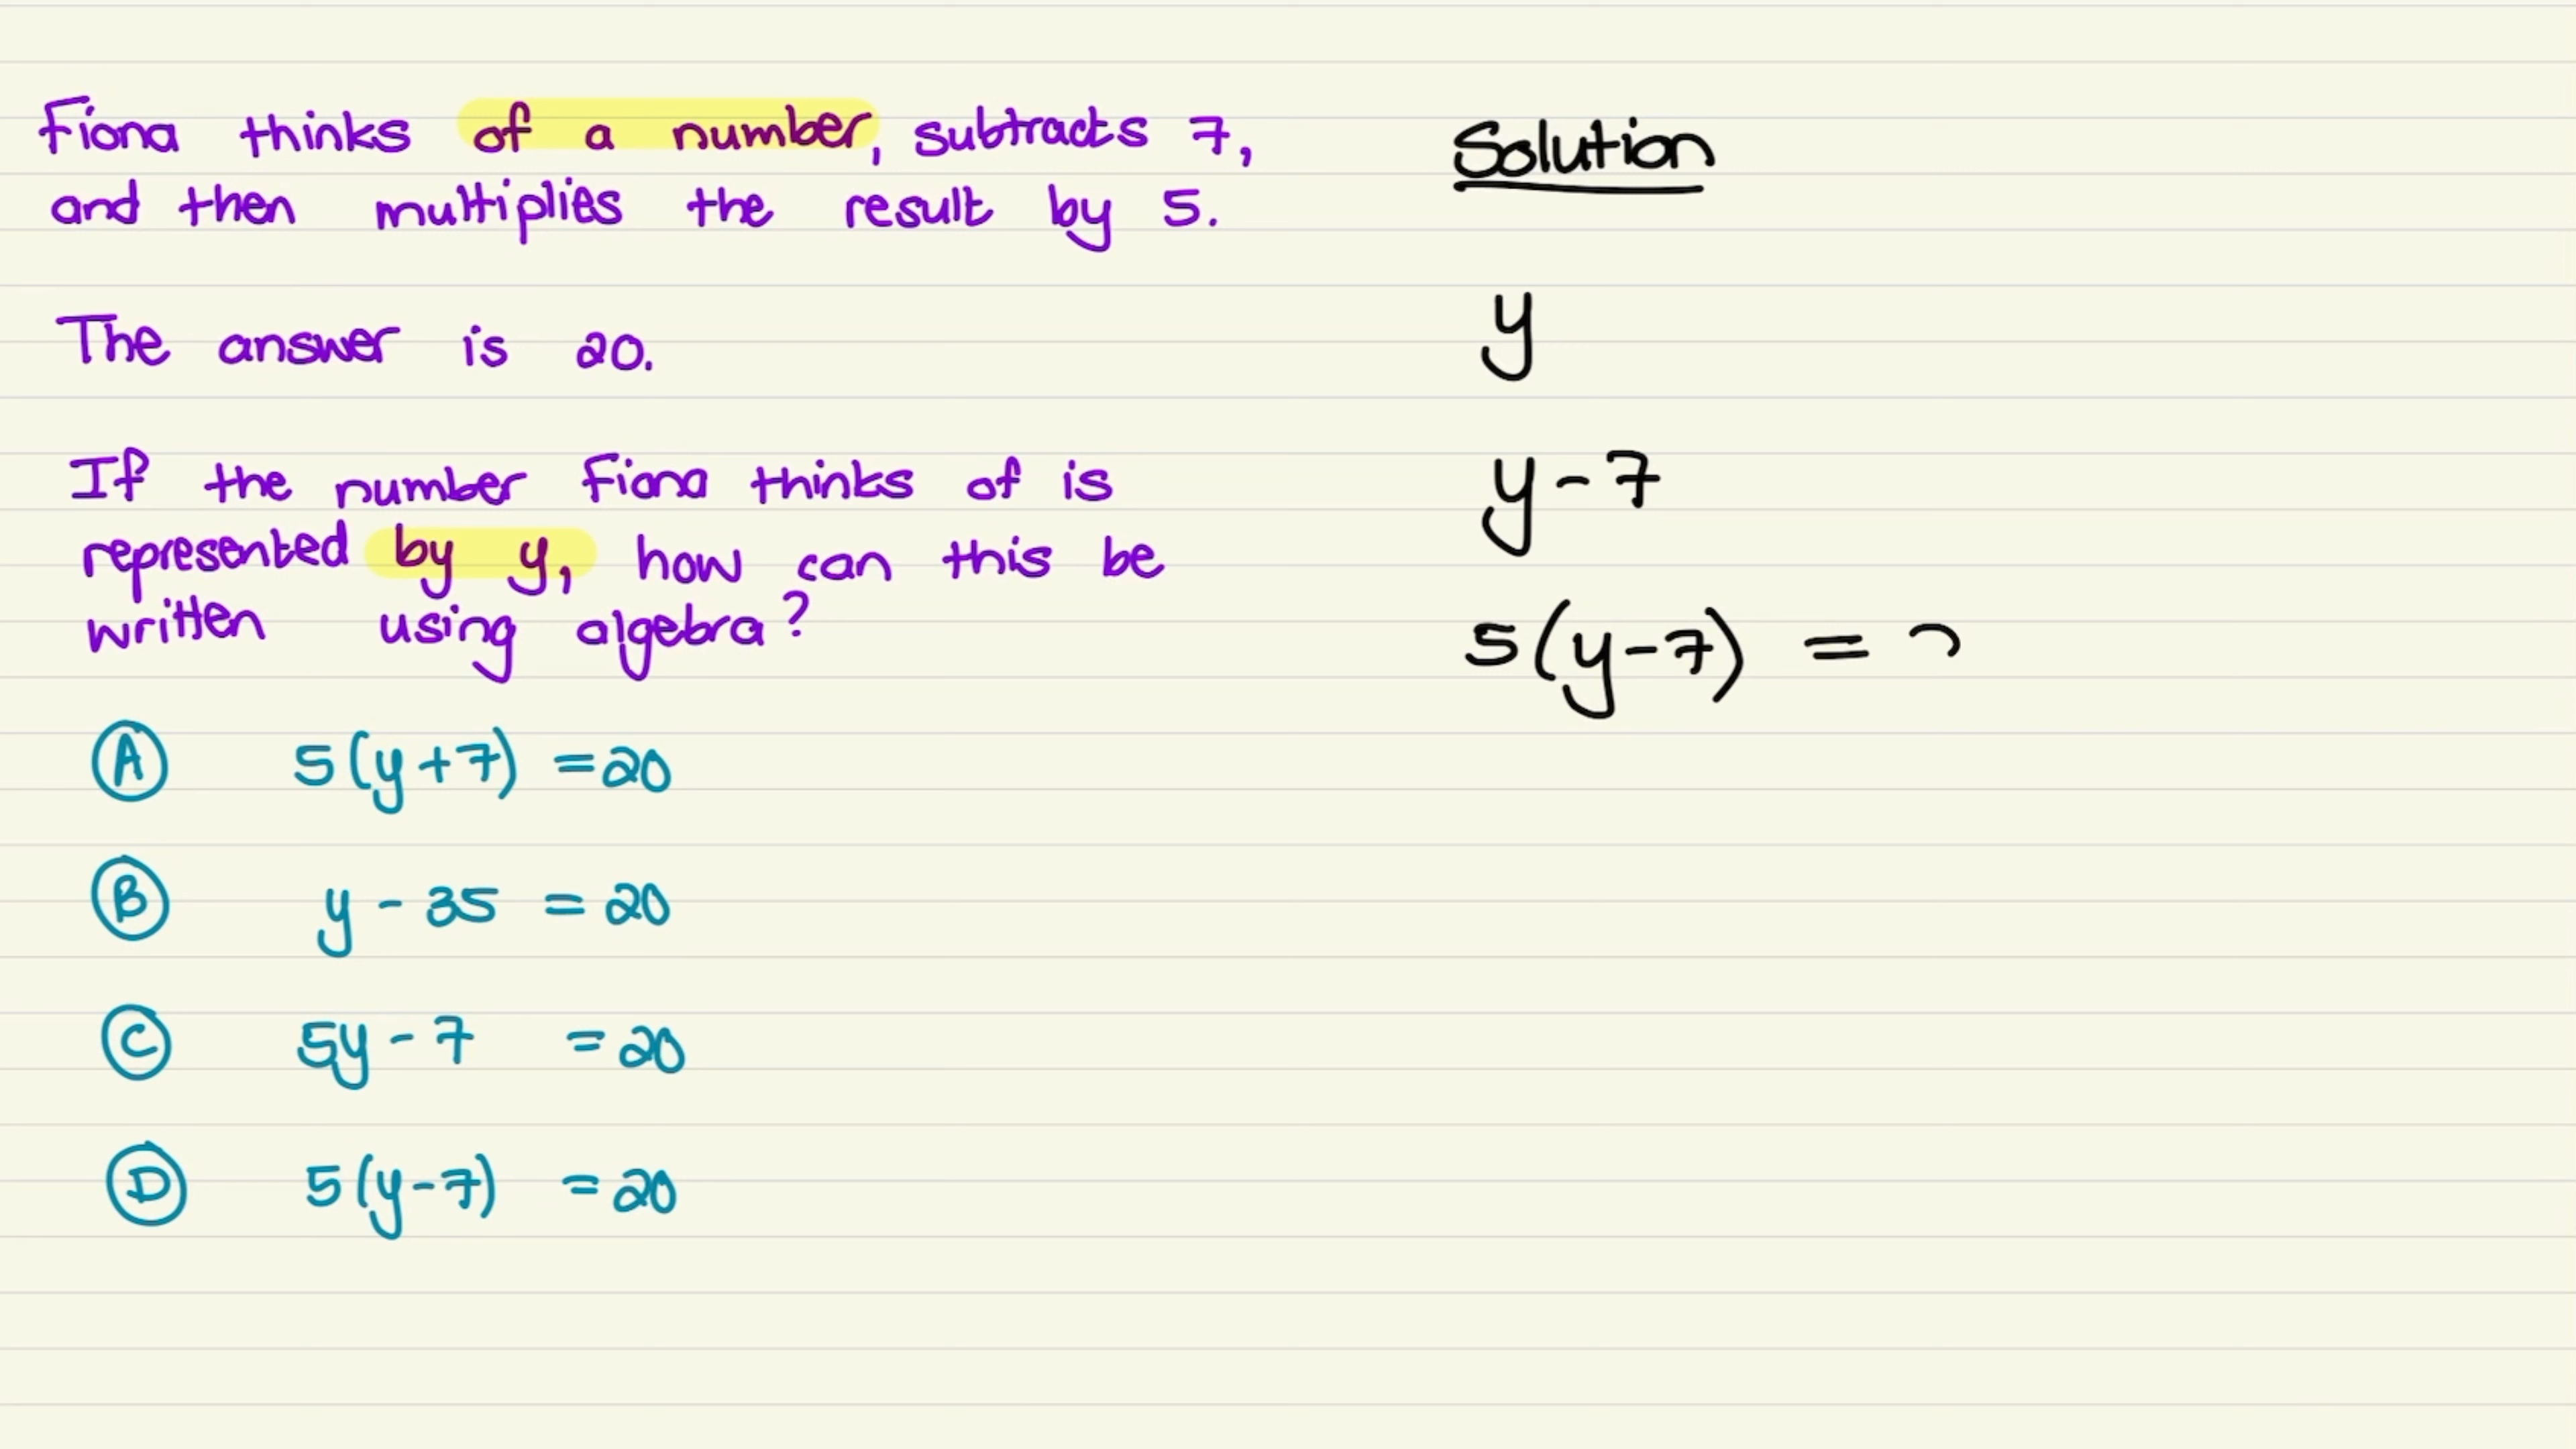 Fiona thinks of a number, subtracts 7,
and then multiplies the result by 5.
The answer is 20.
If the number Fiona thinks of is
represented by y, how can this be
written using algebra?
A 5(y+7) =20
B y - 35 = 20
C 5y - 7 = 20
D 5(y-7) = 20
Solution
y
y - 7
5(y-7) =